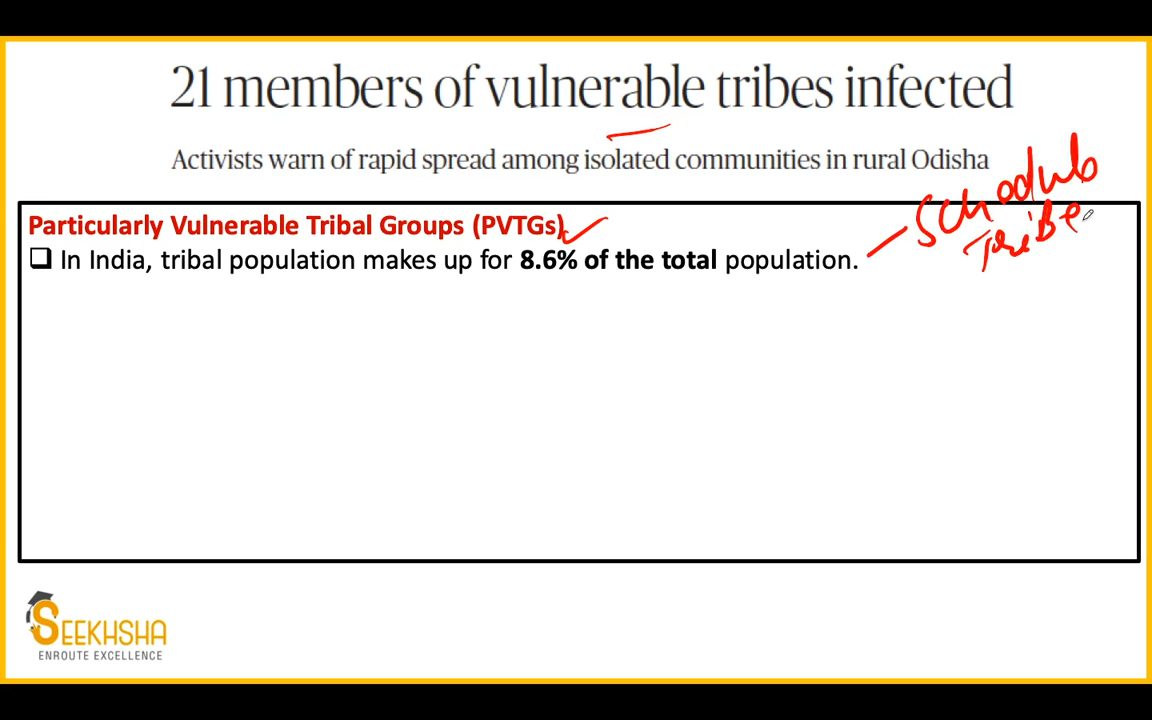 21 members of vulnerable tribes infected
Activists warn of rapid spread among isolated communities in rural Odisha
Particularly Vulnerable Tribal Groups (PVTGs)
In India, tribal population makes up for 8.6% of the total population.
Schodule
Tribe
SEEKHSHA
ENROUTE EXCELLENCE